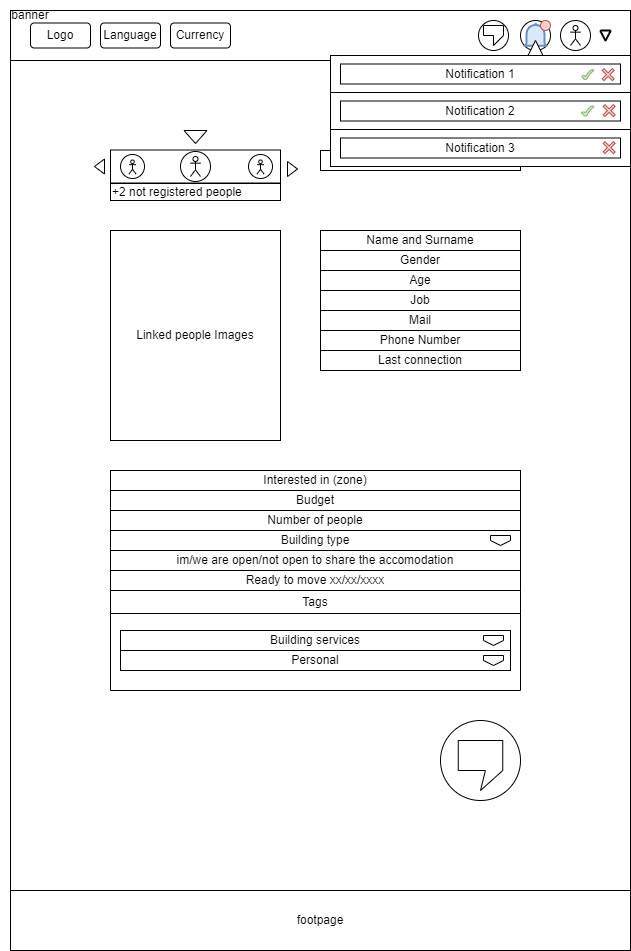 banner
Logo
Language
Currency
Notification 1
Notification 2
Notification 3
+2 not registered people
Linked people Images
Name and Surname
Gender
Age
Job
Mail
Phone Number
Last connection
Interested in (zone)
Budget
Number of people
Building type
im/we are open/not open to share the accomodation
Ready to move xx/xx/xxxx
Tags
Building services
Personal
footpage